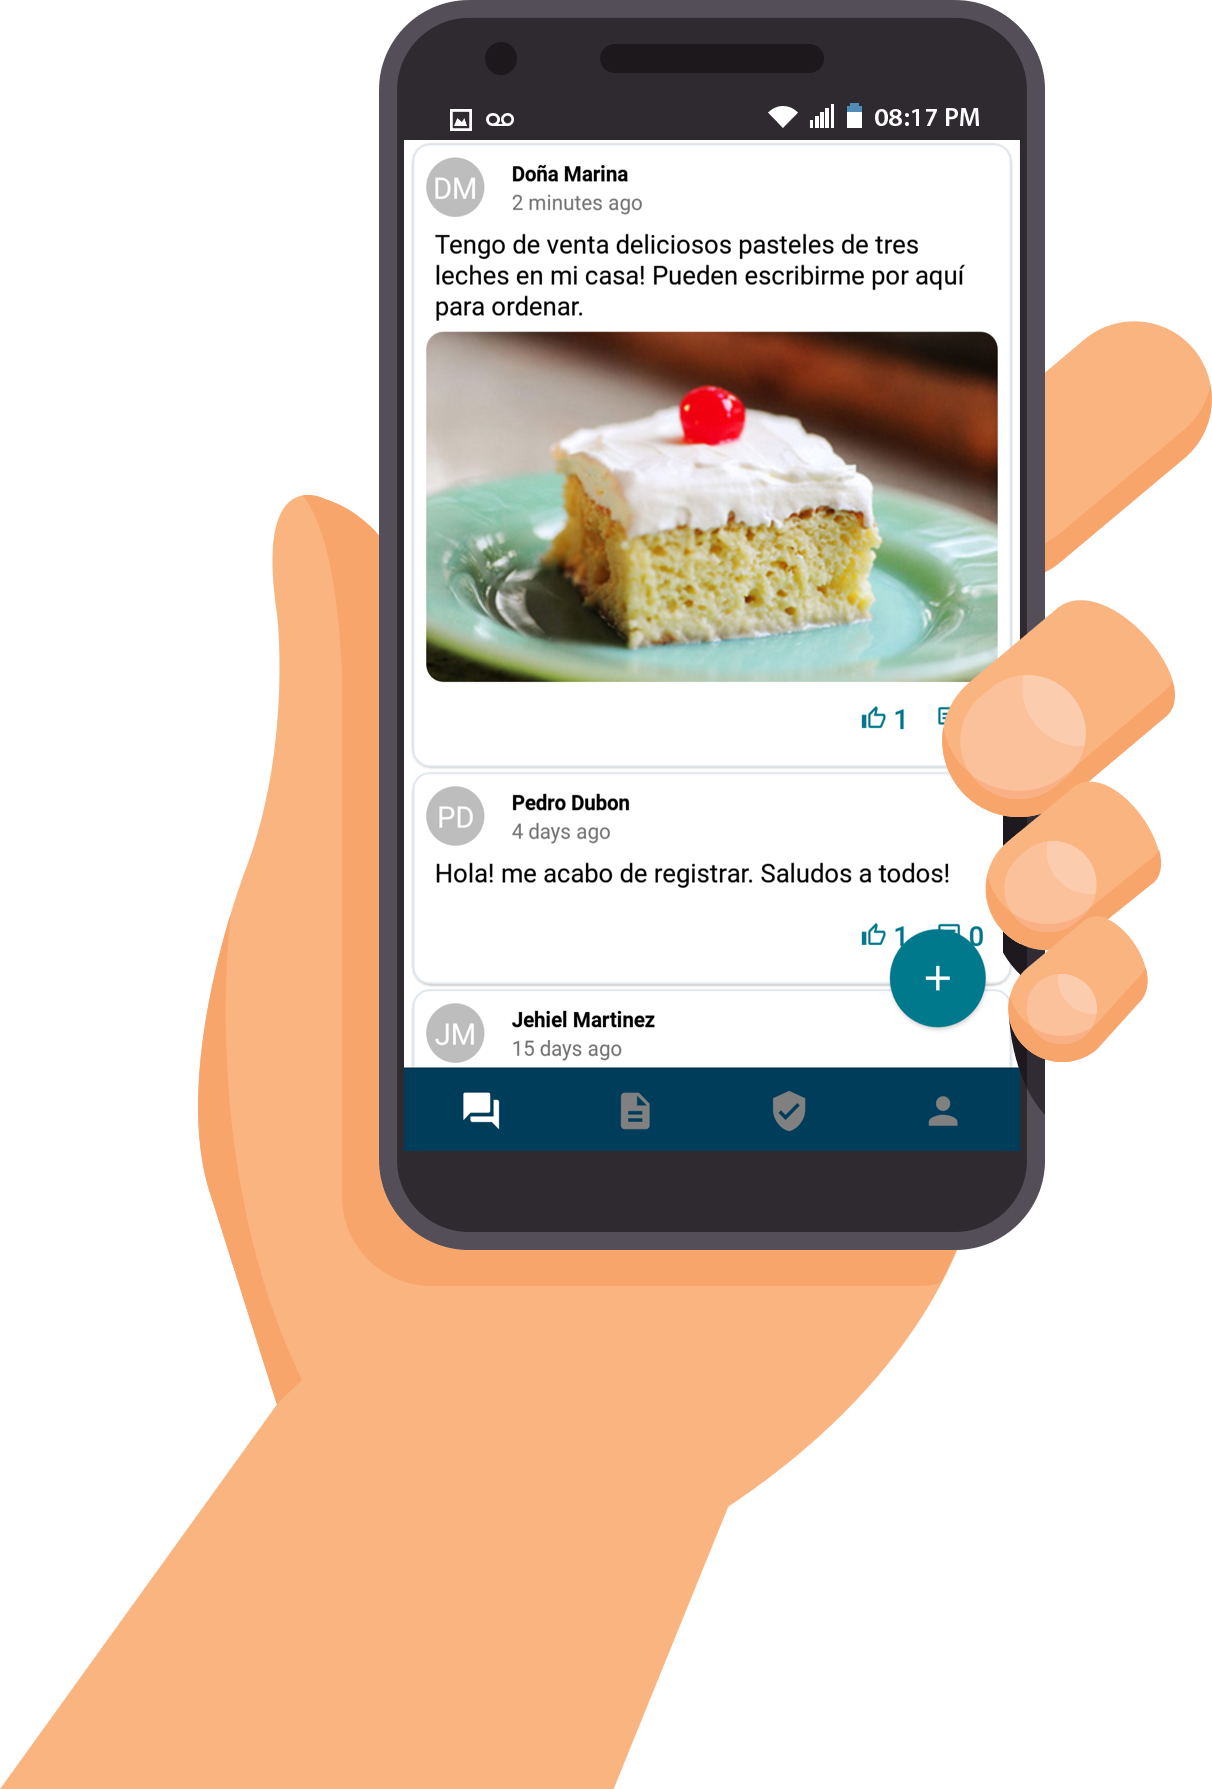 08:17 PM
DM
Doña Marina
2 minutes ago
Tengo de venta deliciosos pasteles de tres
leches en mi casa! Pueden escribirme por aquí
para ordenar.
1
PD
Pedro Dubon
4 days ago
Hola! me acabo de registrar. Saludos a todos!
1 0
JM
Jehiel Martinez
15 days ago